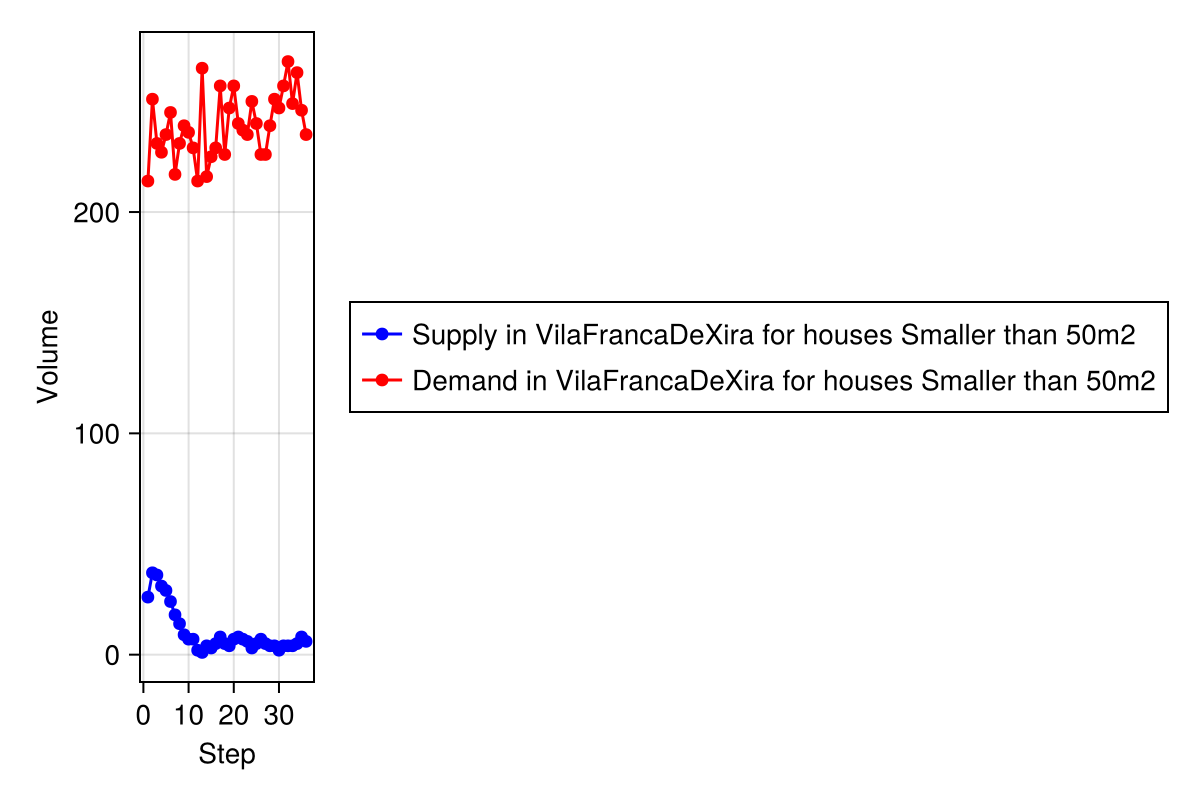 Volume
200
100
0
0 10 20 30
Step
Supply in VilaFrancaDeXira for houses Smaller than 50m2
Demand in VilaFrancaDeXira for houses Smaller than 50m2